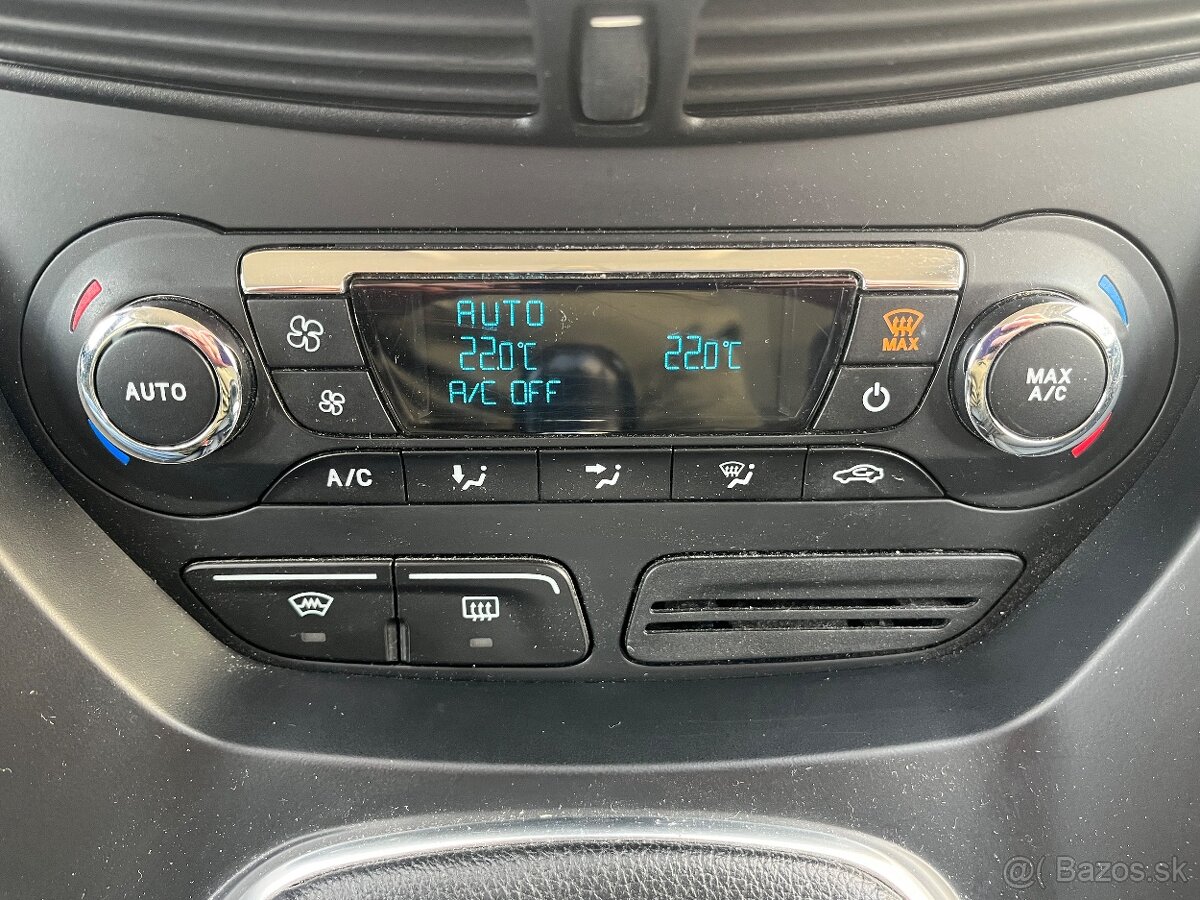 AUTO
22.0°C 22.0°C
A/C OFF
AUTO
MAX
MAX
A/C
A/C
@( Bazos.sk